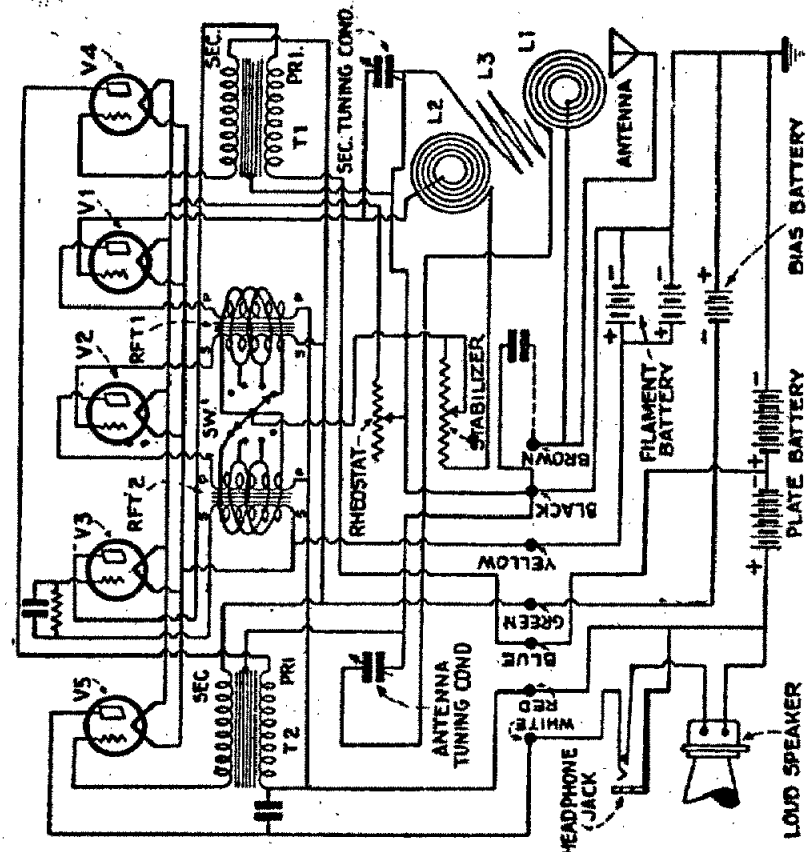 V4
V1
V2
V3
V5
SEC.
PRI.
T1
SEC. TUNING COND.
L2
L3
L1
ANTENNA
RFT 1
P
P
S
S
SW.
RFT 2
P
P
S
S
RHEOSTAT
STABILIZER
BROWN
BLACK
YELLOW
GREEN
BLUE
RED
WHITE
FILAMENT
BATTERY
BIAS BATTERY
PLATE BATTERY
SEC
PRI
T2
ANTENNA
TUNING COND
HEADPHONE
JACK
LOUD SPEAKER
+
-
+
-
+
-
+
-
+
-